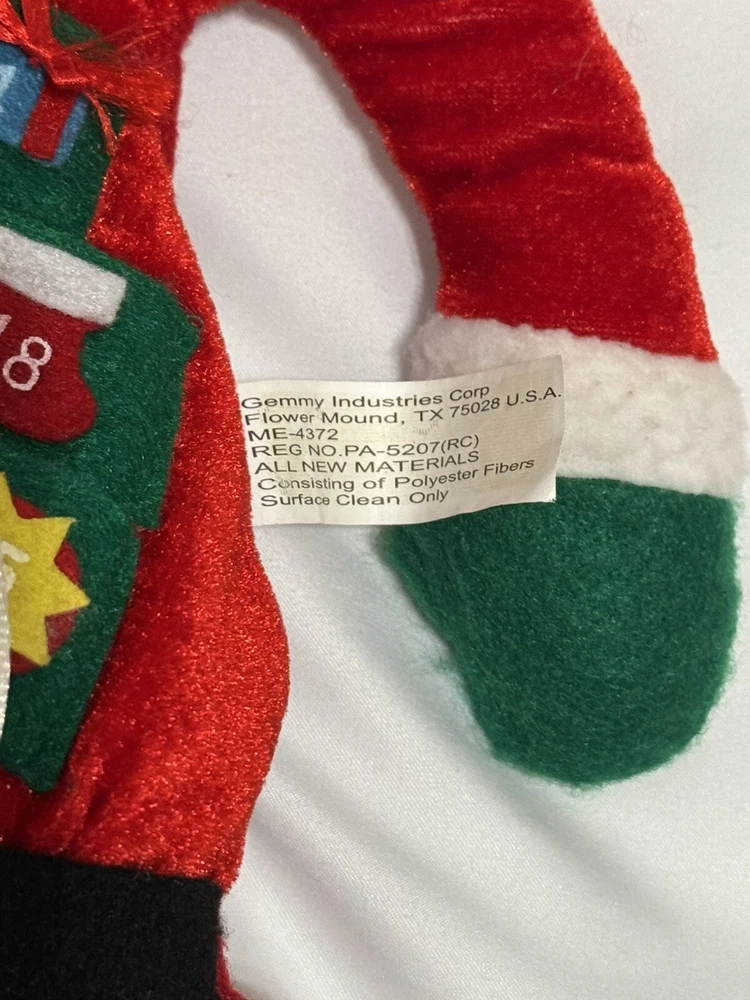 Gemmy Industries Corp
Flower Mound, TX 75028 U.S.A.
ME-4372
REG NO.PA-5207(RC)
ALL NEW MATERIALS
Consisting of Polyester Fibers
Surface Clean Only
18